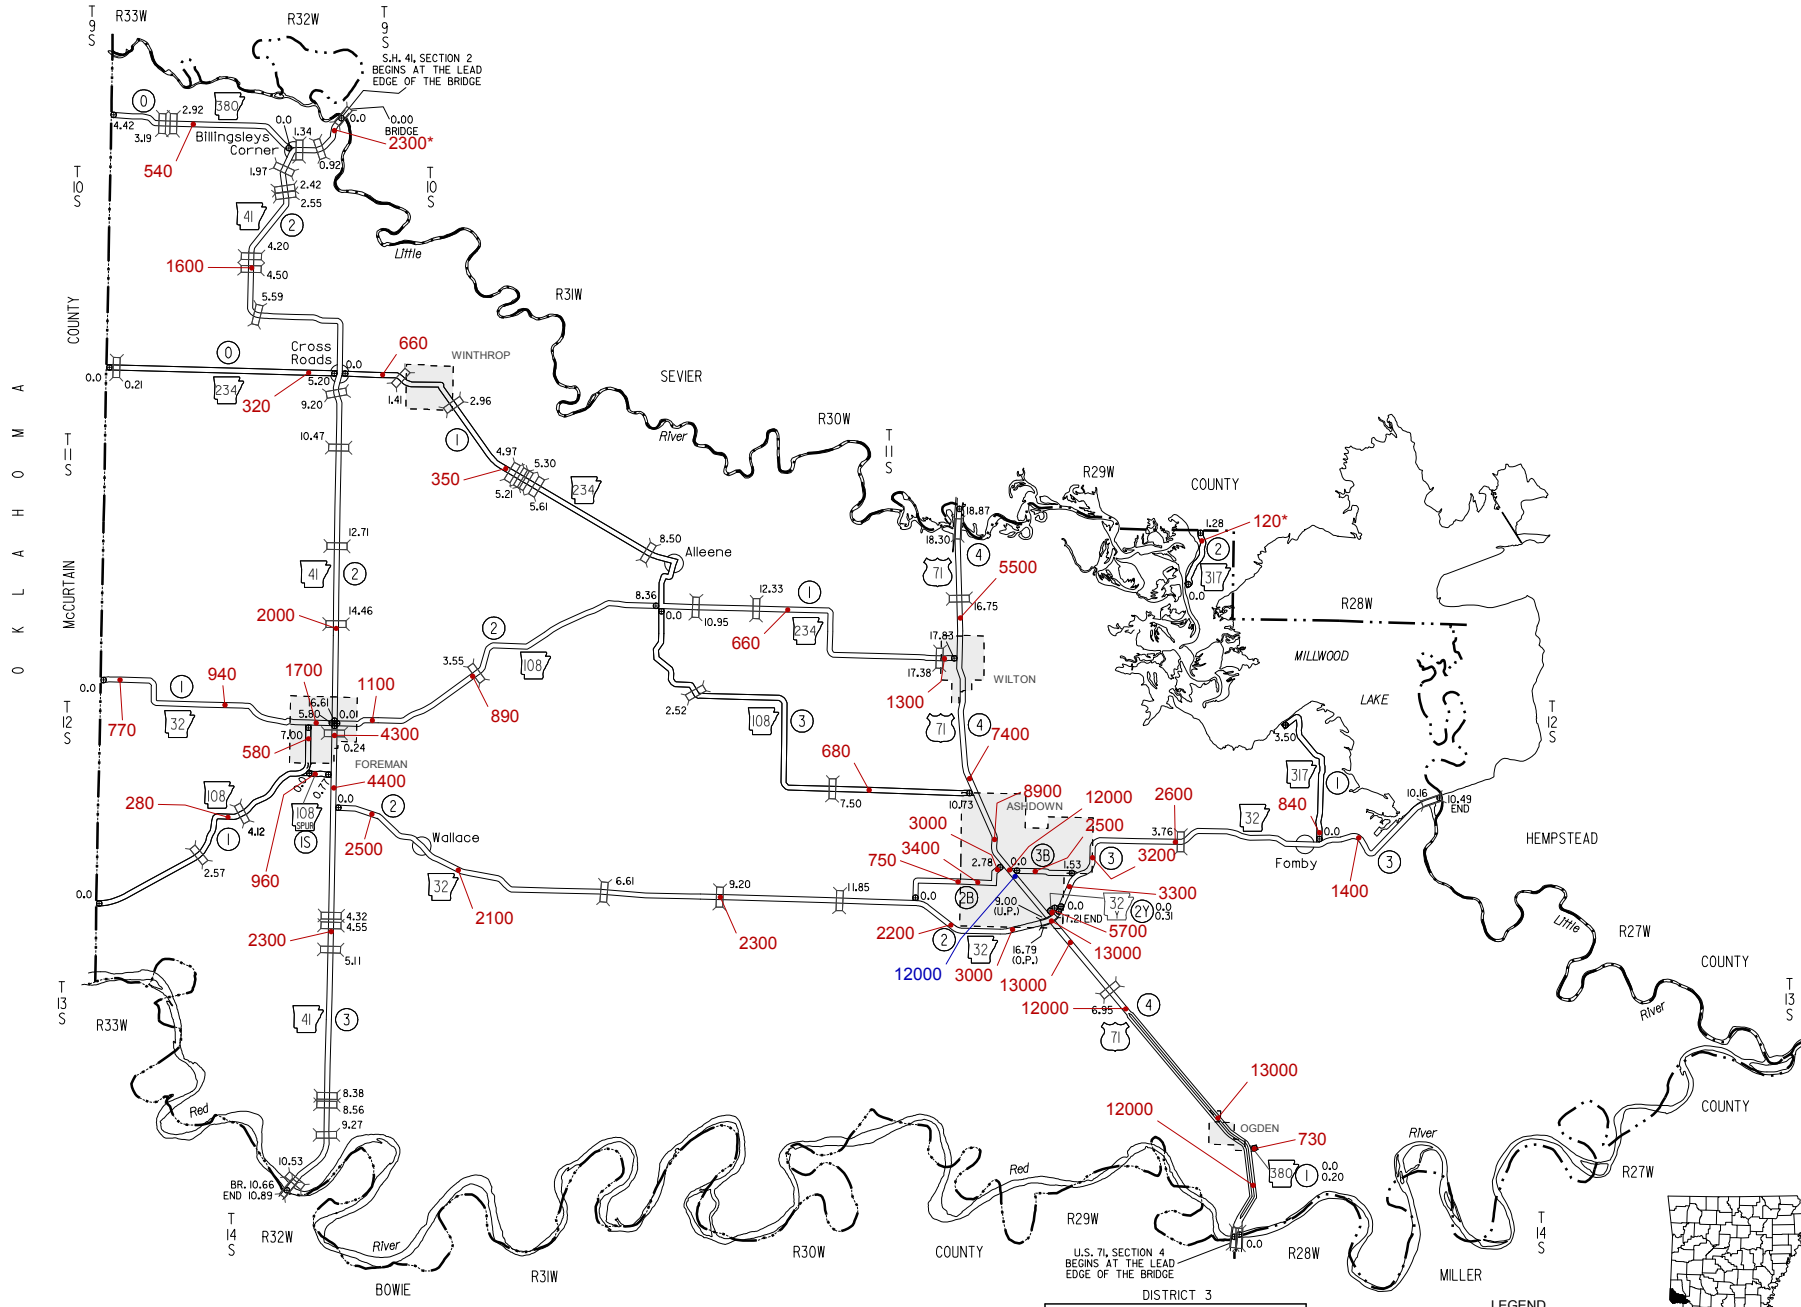 T
9
S
R33W
R32W
T
9
S
S.H. 41, SECTION 2
BEGINS AT THE LEAD
EDGE OF THE BRIDGE
0
2.92
380
4.42
3.19
540
Billingsleys
Corner
0.0
1.34
0.0
0.00
BRIDGE
2300*
0.92
1.97
T
10
S
T
10
S
2.42
2.55
41
2
4.20
1600
4.50
5.59
Little
R31W
COUNTY
Cross
Roads
0
0.0
660
WINTHROP
SEVIER
0.0
0.21
234
320
5.20
9.20
1.41
2.96
1
River
R30W
O K L A H O M A
T
11
S
T
11
S
10.47
4.97
350
5.30
5.21
5.61
234
R29W
COUNTY
18.87
18.30
4
1.28
120*
2
317
0.0
12.71
41
2
8.50
Alleene
71
5500
McCURTAIN
14.46
2000
8.36
0.0
10.95
12.33
1
660
234
16.75
R28W
2
108
3.55
890
17.83
17.38
1300
WILTON
MILLWOOD
LAKE
0.0
770
1
940
32
1700
16.61
5.80
0.01
1100
7.00
580
4300
0.24
FOREMAN
4400
2.52
108
3
71
4
7400
T
12
S
T
12
S
3.50
317
1
680
7.50
10.73
280
108
1
4.12
2.57
0.0
0.77
108
SPUR
1S
960
0.0
2
2500
Wallace
32
2100
0.0
8900
ASHDOWN
12000
2500
3000
3400
750
2.78
0.0
3B
1.53
3
2600
3.76
3200
32
840
0.0
Fomby
10.16
10.49
END
1400
3
HEMPSTEAD
3300
6.61
9.20
11.85
0.0
2B
9.00
(U.P.)
32
Y
2Y
0.0
0.31
0.0
17.21 END
5700
13000
2300
2200
2
32
12000
3000
16.79
(O.P.)
13000
4.32
4.55
2300
5.11
12000
6.95
4
71
Little
R27W
COUNTY
River
T
13
S
T
13
S
R33W
41
3
8.38
8.56
9.27
Red
10.53
BR. 10.66
END 10.89
13000
12000
OGDEN
730
380
1
0.0
0.20
COUNTY
River
R27W
T
14
S
R32W
River
BOWIE
R31W
R30W
COUNTY
Red
R29W
U.S. 71, SECTION 4
BEGINS AT THE LEAD
EDGE OF THE BRIDGE
0.0
R28W
MILLER
T
14
S
DISTRICT 3
LEGEND